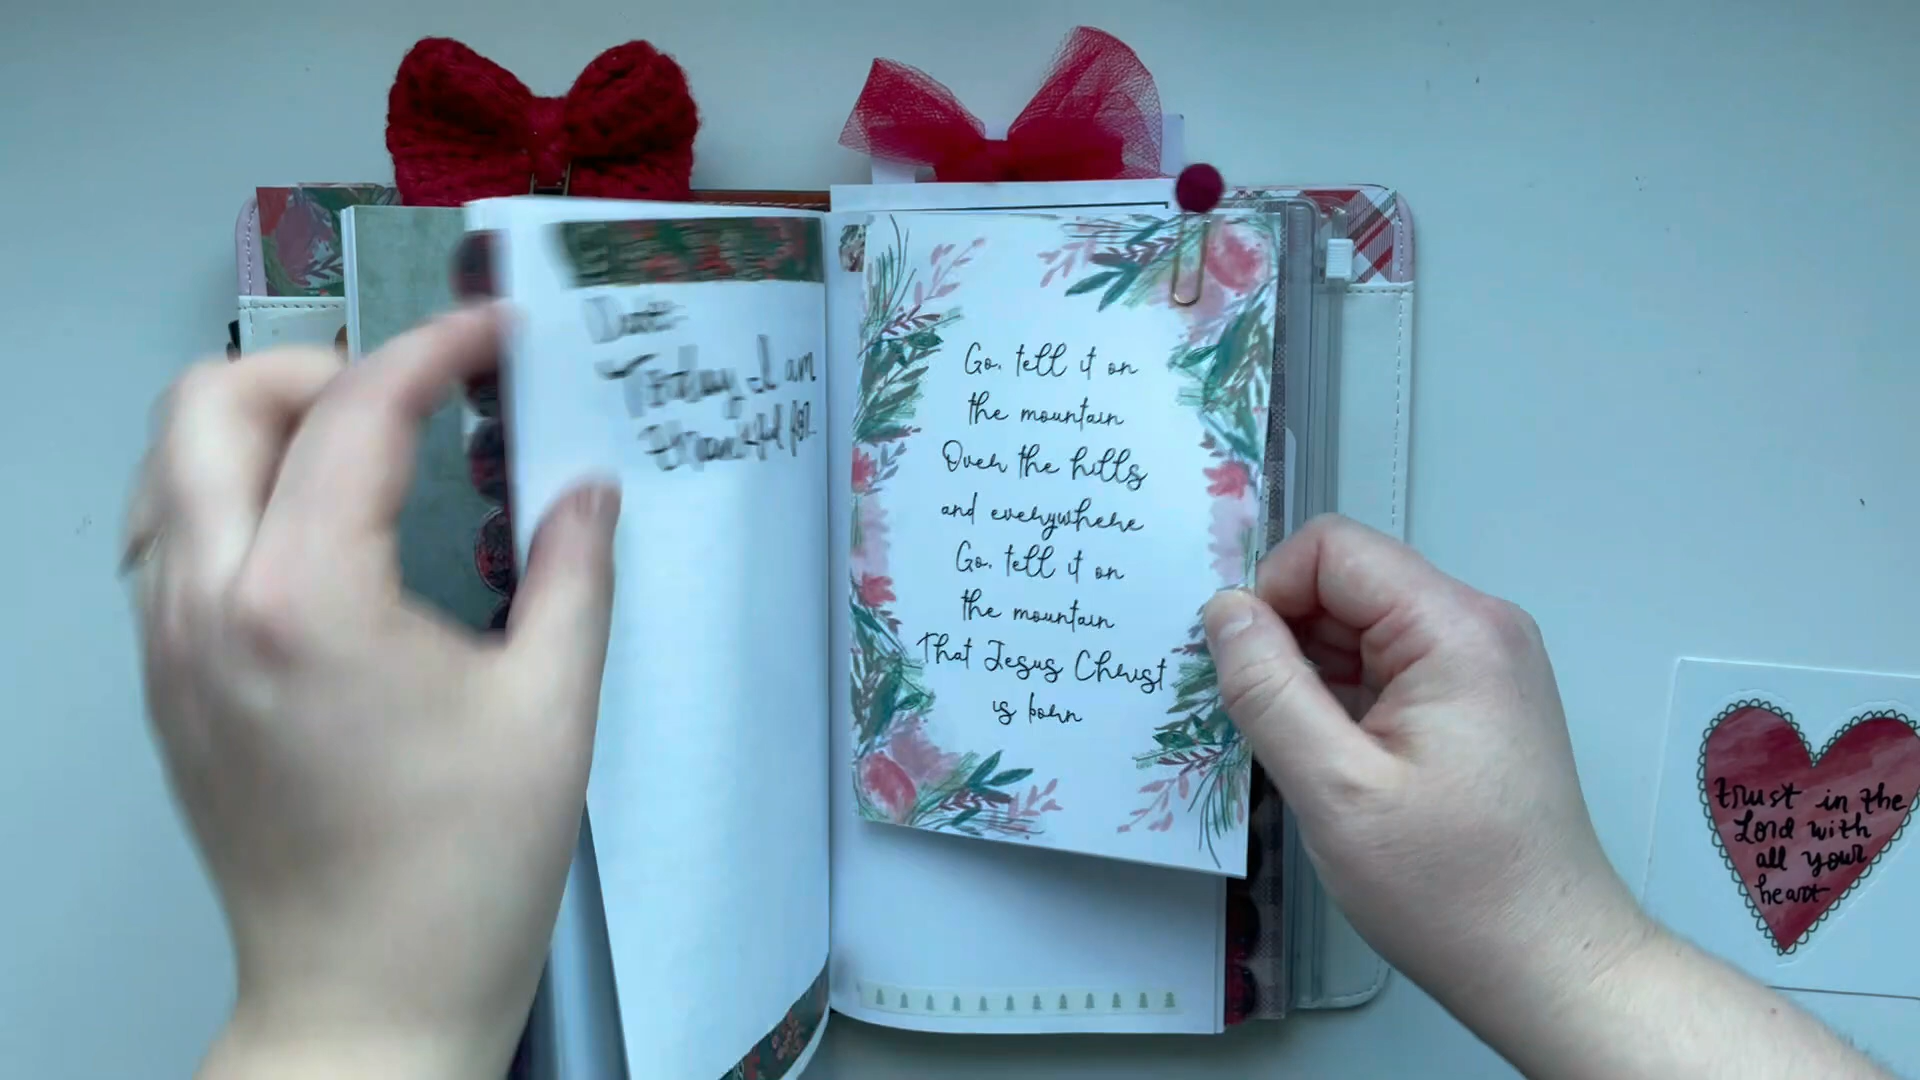 Date:
Today I am
thankful for
Go, tell it on
the mountain
Over the hills
and everywhere
Go, tell it on
the mountain
That Jesus Christ
is born
trust in the
Lord with
all your
heart